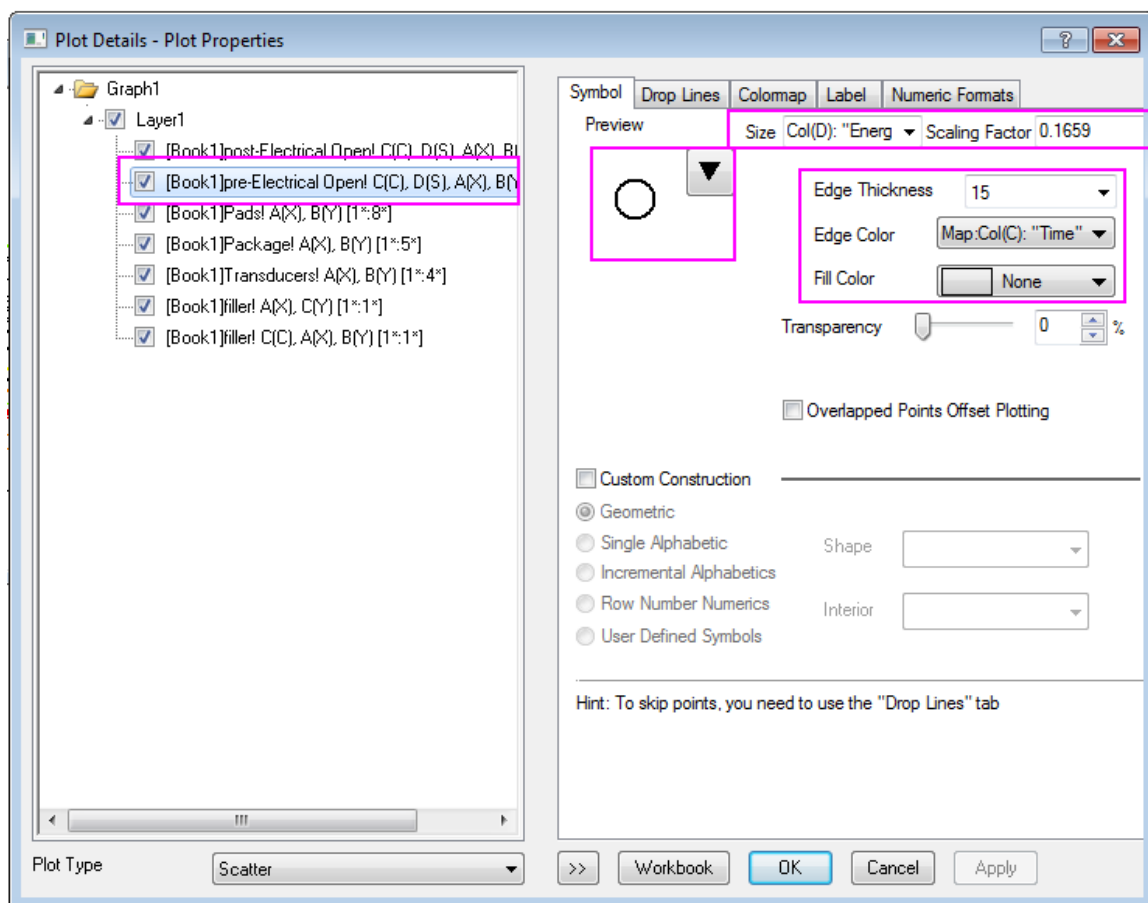 Plot Details - Plot Properties
Graph1
Layer1
[Book1]post-Electrical Open! C(C), D(S), A(X), B(
[Book1]pre-Electrical Open! C(C), D(S), A(X), B(Y
[Book1]Pads! A(X), B(Y) [1*:8*]
[Book1]Package! A(X), B(Y) [1*:5*]
[Book1]Transducers! A(X), B(Y) [1*:4*]
[Book1]filler! A(X), C(Y) [1*:1*]
[Book1]filler! C(C), A(X), B(Y) [1*:1*]
Plot Type Scatter
Symbol Drop Lines Colormap Label Numeric Formats
Preview
Size Col(D): "Energ Scaling Factor 0.1659
Edge Thickness 15
Edge Color Map:Col(C): "Time"
Fill Color None
Transparency 0 %
Overlapped Points Offset Plotting
Custom Construction
Geometric
Single Alphabetic Shape
Incremental Alphabetics
Row Number Numerics Interior
User Defined Symbols
Hint: To skip points, you need to use the "Drop Lines" tab
>> Workbook OK Cancel Apply